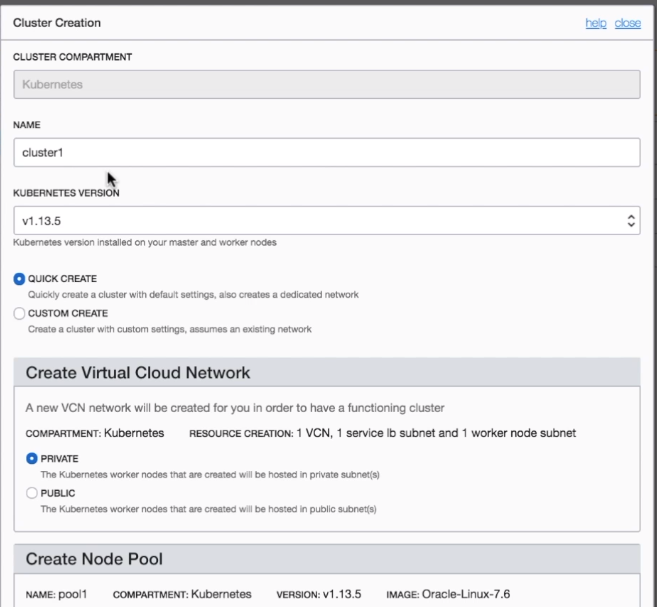 Cluster Creation help close
CLUSTER COMPARTMENT
Kubernetes
NAME
cluster1
KUBERNETES VERSION
v1.13.5
Kubernetes version installed on your master and worker nodes
QUICK CREATE
Quickly create a cluster with default settings, also creates a dedicated network
CUSTOM CREATE
Create a cluster with custom settings, assumes an existing network
Create Virtual Cloud Network
A new VCN network will be created for you in order to have a functioning cluster
COMPARTMENT: Kubernetes RESOURCE CREATION: 1 VCN, 1 service lb subnet and 1 worker node subnet
PRIVATE
The Kubernetes worker nodes that are created will be hosted in private subnet(s)
PUBLIC
The Kubernetes worker nodes that are created will be hosted in public subnet(s)
Create Node Pool
NAME: pool1 COMPARTMENT: Kubernetes VERSION: v1.13.5 IMAGE: Oracle-Linux-7.6